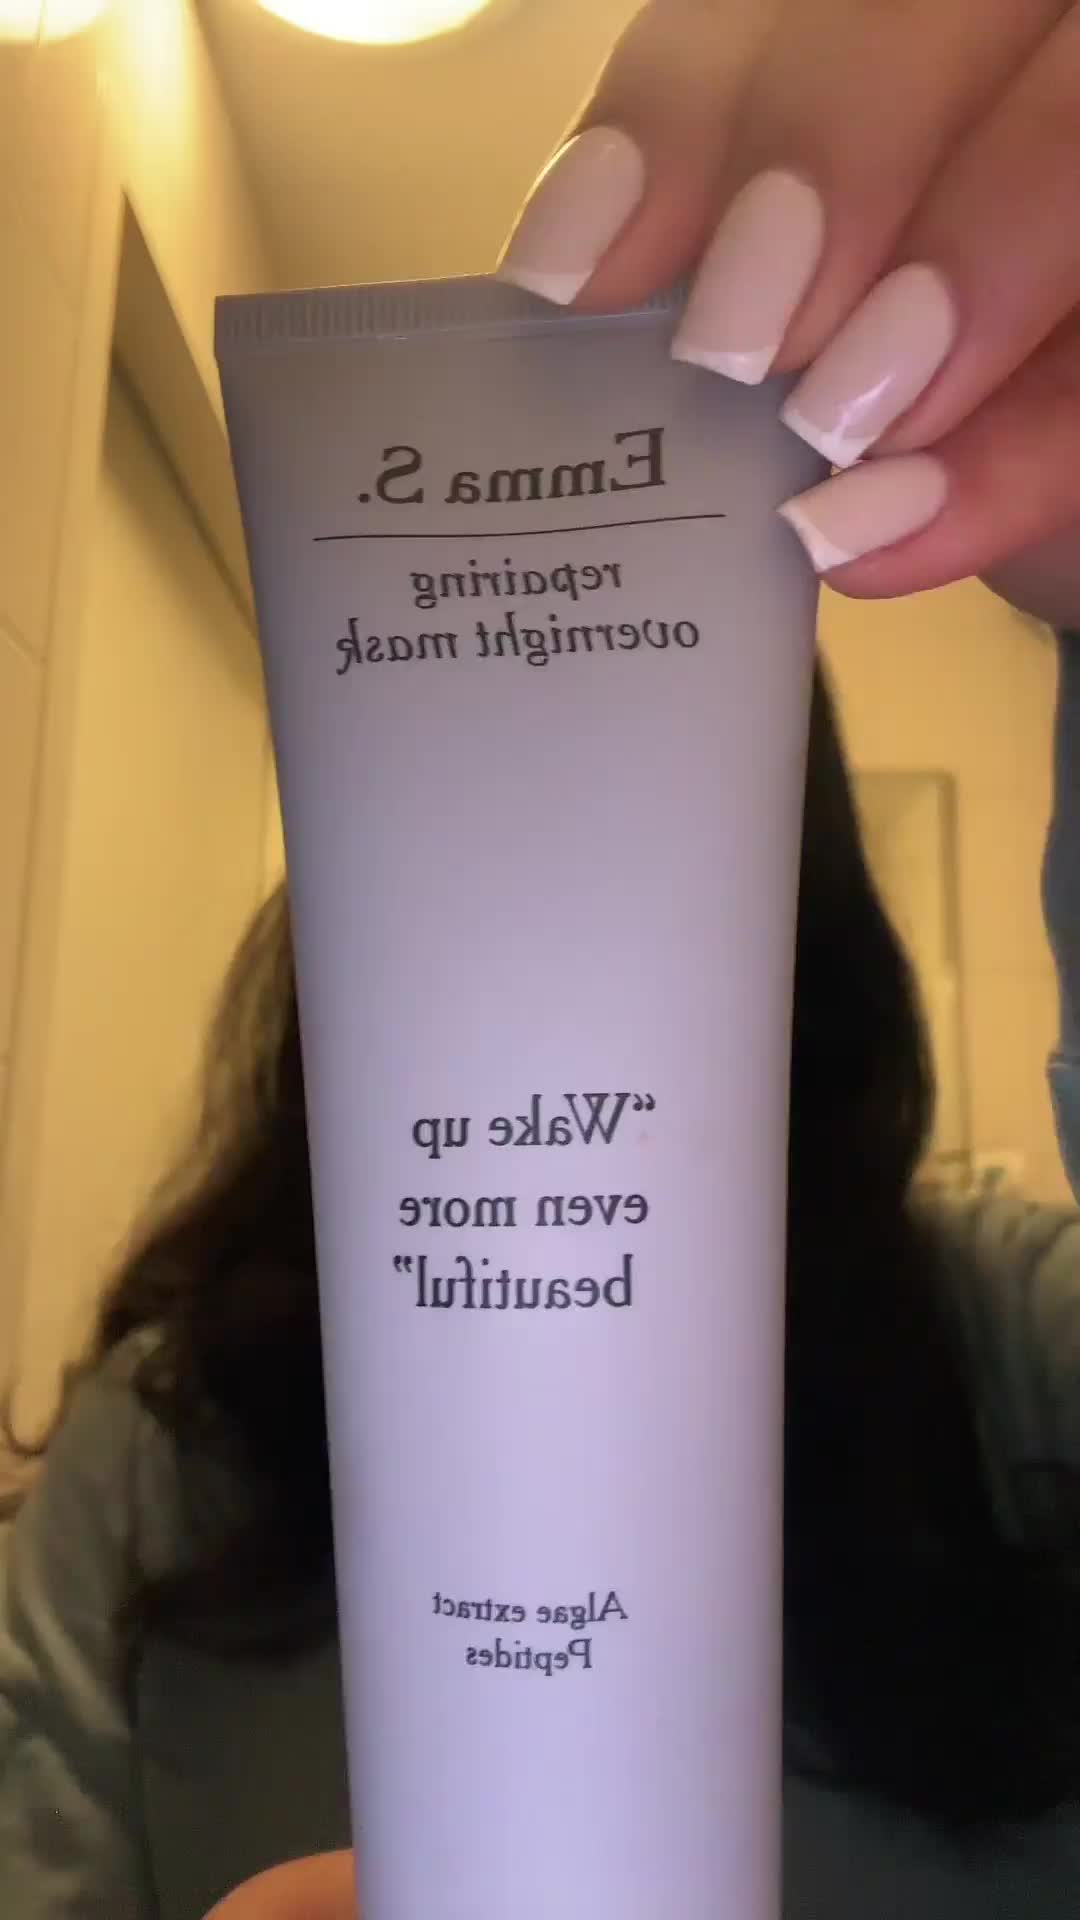 Emma S.
repairing
overnight mask
“Wake up
even more
beautiful”
Algae extract
Peptides